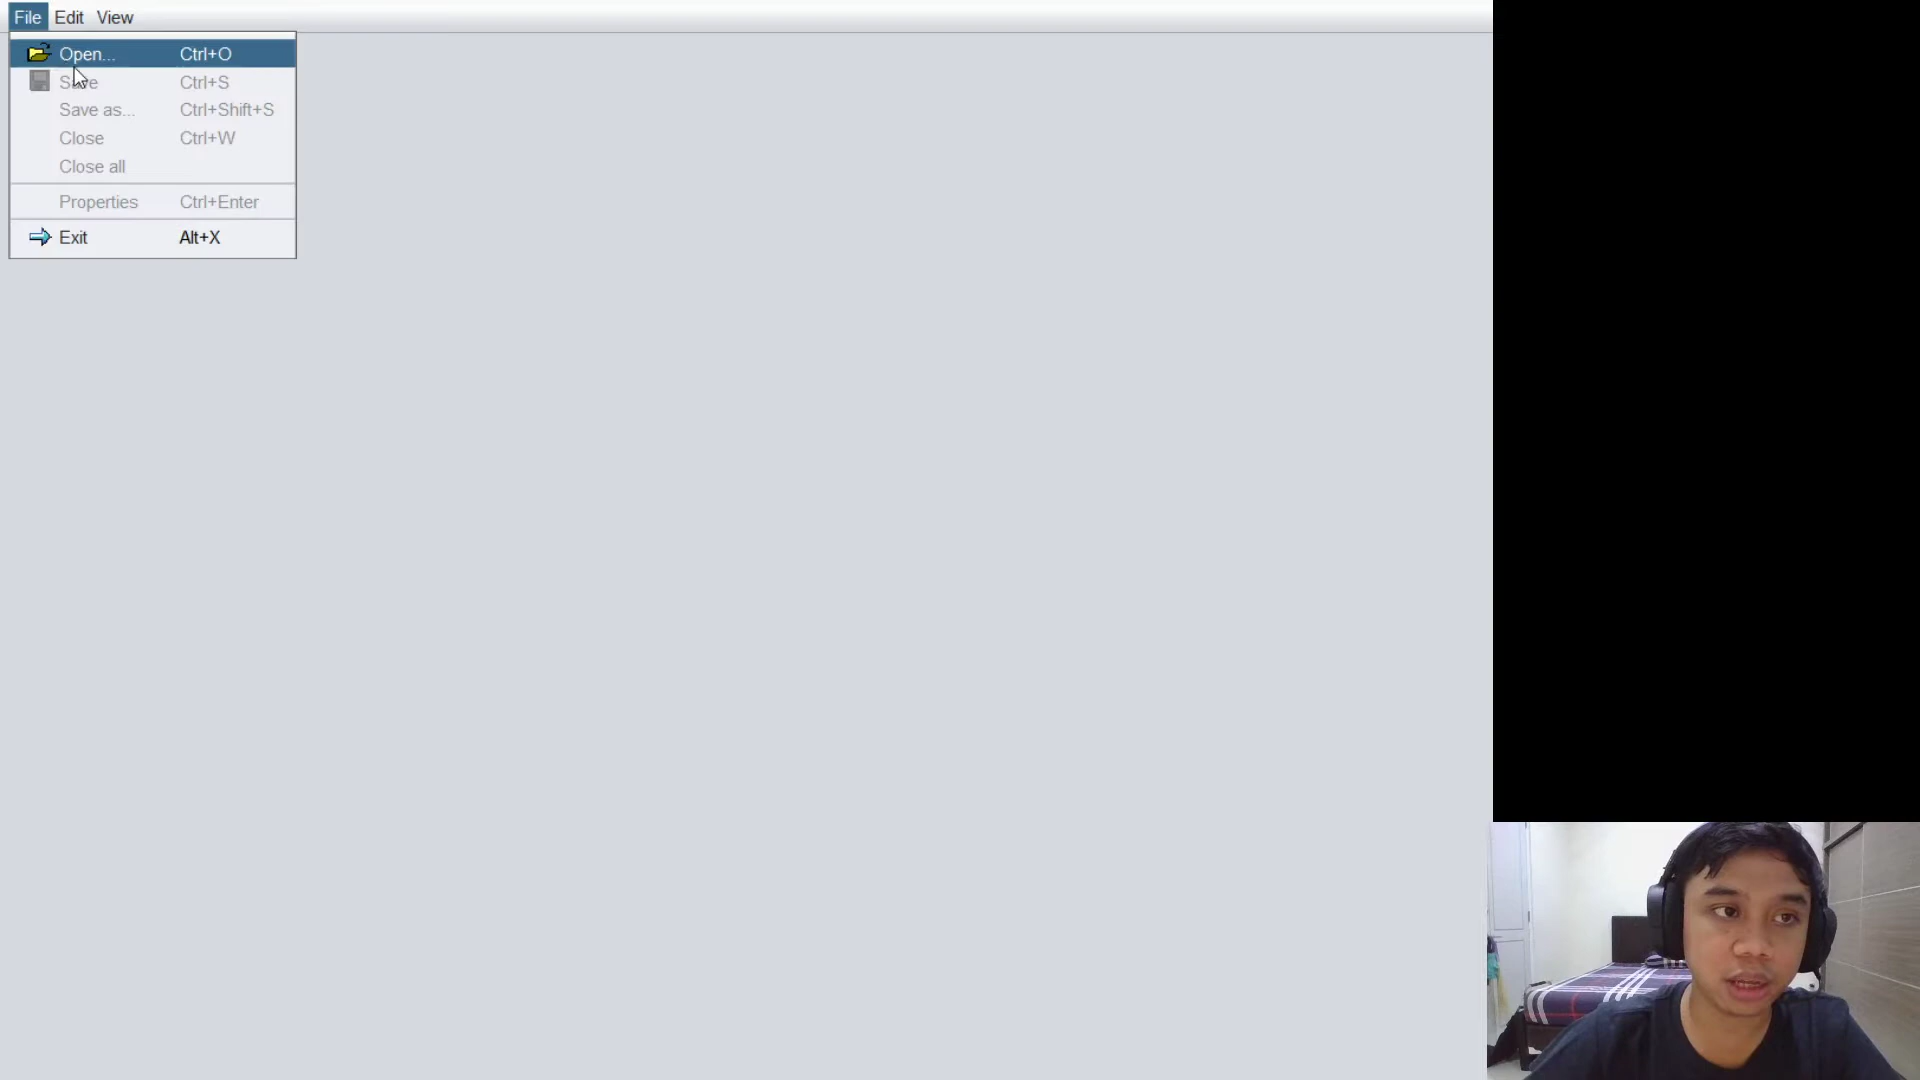 File Edit View
Open... Ctrl+O
Save Ctrl+S
Save as... Ctrl+Shift+S
Close Ctrl+W
Close all
Properties Ctrl+Enter
Exit Alt+X